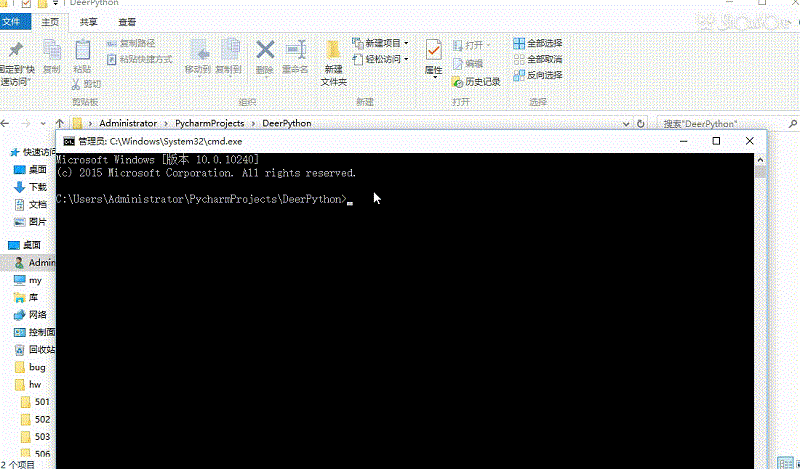 DeerPython
文件 主页 共享 查看
固定到"快速访问" 复制 粘贴 复制路径 粘贴快捷方式 剪切 移动到 复制到 删除 重命名 新建文件夹 新建项目 轻松访问 属性 打开 编辑 历史记录 全部选择 全部取消 反向选择
剪贴板 组织 新建 打开 选择
Administrator > PycharmProjects > DeerPython 搜索"DeerPython"
管理员: C:\Windows\System32\cmd.exe
Microsoft Windows [版本 10.0.10240]
(c) 2015 Microsoft Corporation. All rights reserved.
C:\Users\Administrator\PycharmProjects\DeerPython>
快速访问
桌面
下载
文档
图片
桌面
Admin
my
库
网络
控制面
回收站
bug
hw
501
502
503
506
2 个项目